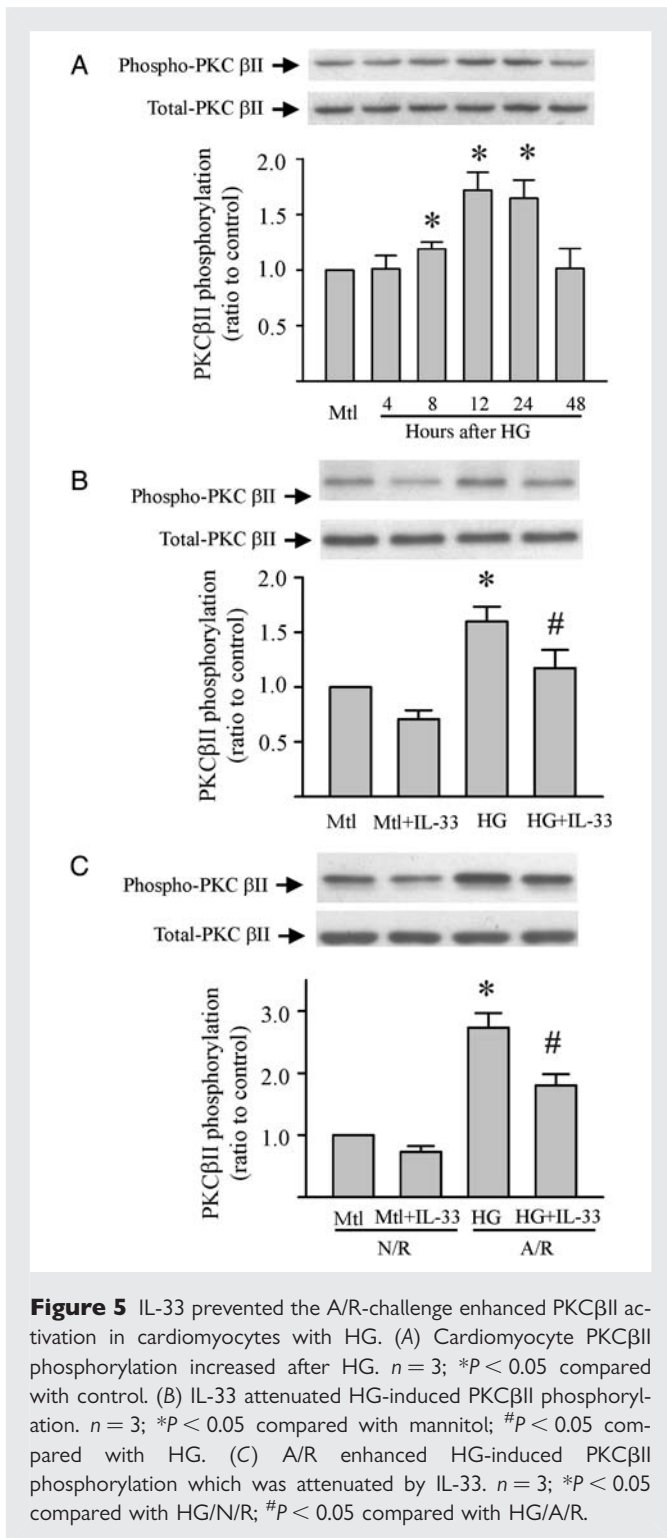 A
Phospho-PKC βII
Total-PKC βII
PKCβII phosphorylation
(ratio to control)
2.0
1.5
1.0
0.5
*
*
*
Mtl
4 8 12 24 48
Hours after HG
B
Phospho-PKC βII
Total-PKC βII
PKCβII phosphorylation
(ratio to control)
2.0
1.5
1.0
0.5
*
#
Mtl Mtl+IL-33 HG HG+IL-33
C
Phospho-PKC βII
Total-PKC βII
PKCβII phosphorylation
(ratio to control)
3.0
2.0
1.0
*
#
Mtl Mtl+IL-33 HG HG+IL-33
N/R A/R
Figure 5 IL-33 prevented the A/R-challenge enhanced PKCβII ac-
tivation in cardiomyocytes with HG. (A) Cardiomyocyte PKCβII
phosphorylation increased after HG. n = 3; *P < 0.05 compared
with control. (B) IL-33 attenuated HG-induced PKCβII phosphoryl-
ation. n = 3; *P < 0.05 compared with mannitol; #P < 0.05 com-
pared with HG. (C) A/R enhanced HG-induced PKCβII
phosphorylation which was attenuated by IL-33. n = 3; *P < 0.05
compared with HG/N/R; #P < 0.05 compared with HG/A/R.